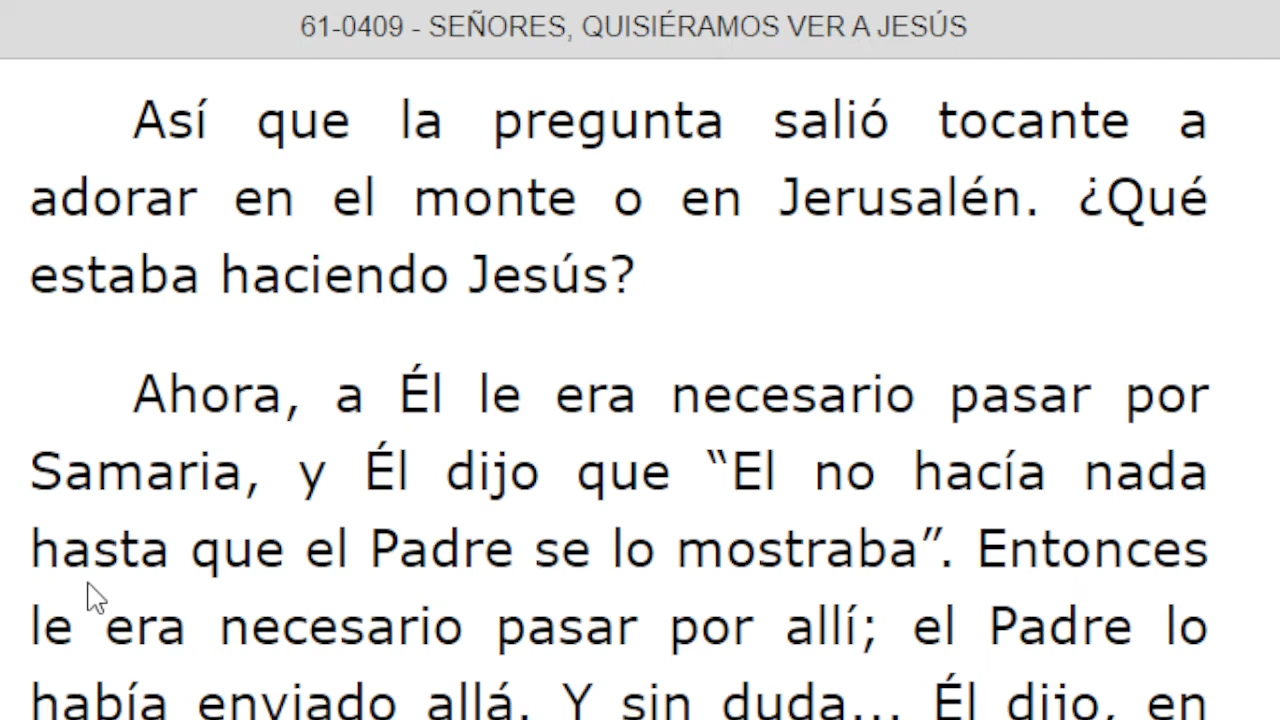 61-0409 - SEÑORES, QUISIÉRAMOS VER A JESÚS
Así que la pregunta salió tocante a
adorar en el monte o en Jerusalén. ¿Qué
estaba haciendo Jesús?
Ahora, a Él le era necesario pasar por
Samaria, y Él dijo que “El no hacía nada
hasta que el Padre se lo mostraba”. Entonces
le era necesario pasar por allí; el Padre lo
había enviado allá. Y sin duda... Él dijo, en